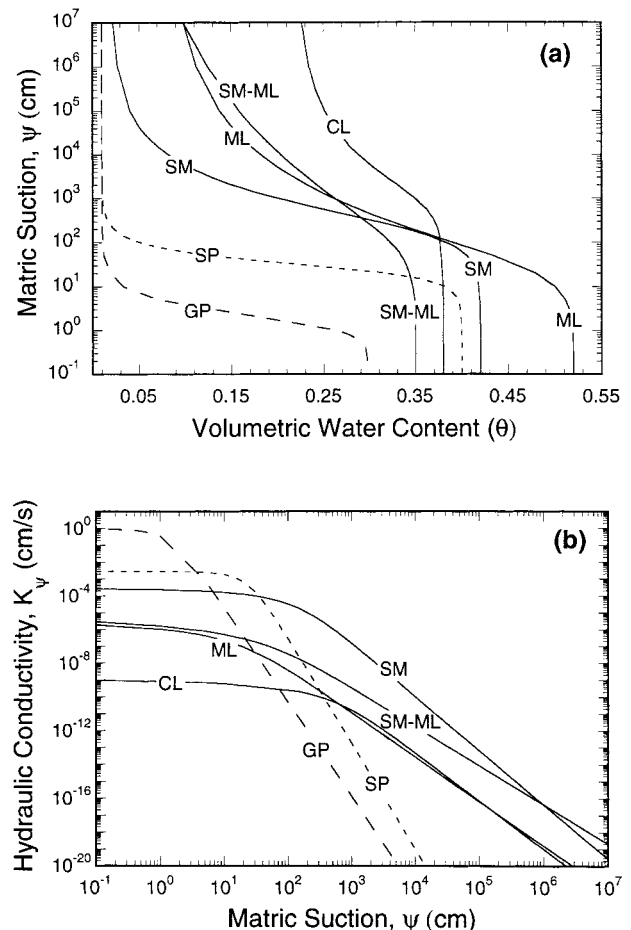 (a)
Matric Suction, ψ (cm)
10^7
10^6
10^5
10^4
10^3
10^2
10^1
10^0
10^-1
SM-ML
ML
CL
SM
SP
GP
SM
SM-ML
ML
0.05 0.15 0.25 0.35 0.45 0.55
Volumetric Water Content (θ)
(b)
Hydraulic Conductivity, K_ψ (cm/s)
10^0
10^-4
10^-8
10^-12
10^-16
10^-20
ML
CL
SM
SM-ML
GP
SP
10^-1 10^0 10^1 10^2 10^3 10^4 10^5 10^6 10^7
Matric Suction, ψ (cm)